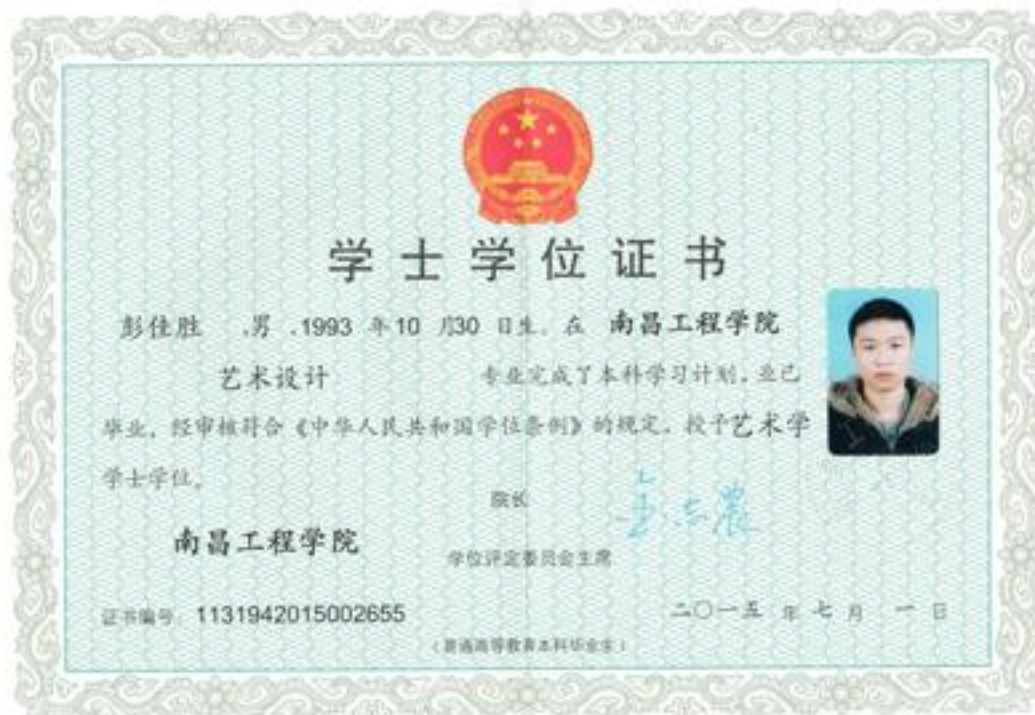 学士学位证书
彭佳胜 ,男 ,1993 年10 月30 日生。在 南昌工程学院
艺术设计 专业完成了本科学习计划,业已
毕业,经审核符合《中华人民共和国学位条例》的规定,授予艺术学
学士学位。
院长
南昌工程学院
学位评定委员会主席
证书编号 1131942015002655
二〇一五 年 七 月 一 日
(普通高等教育本科毕业生)